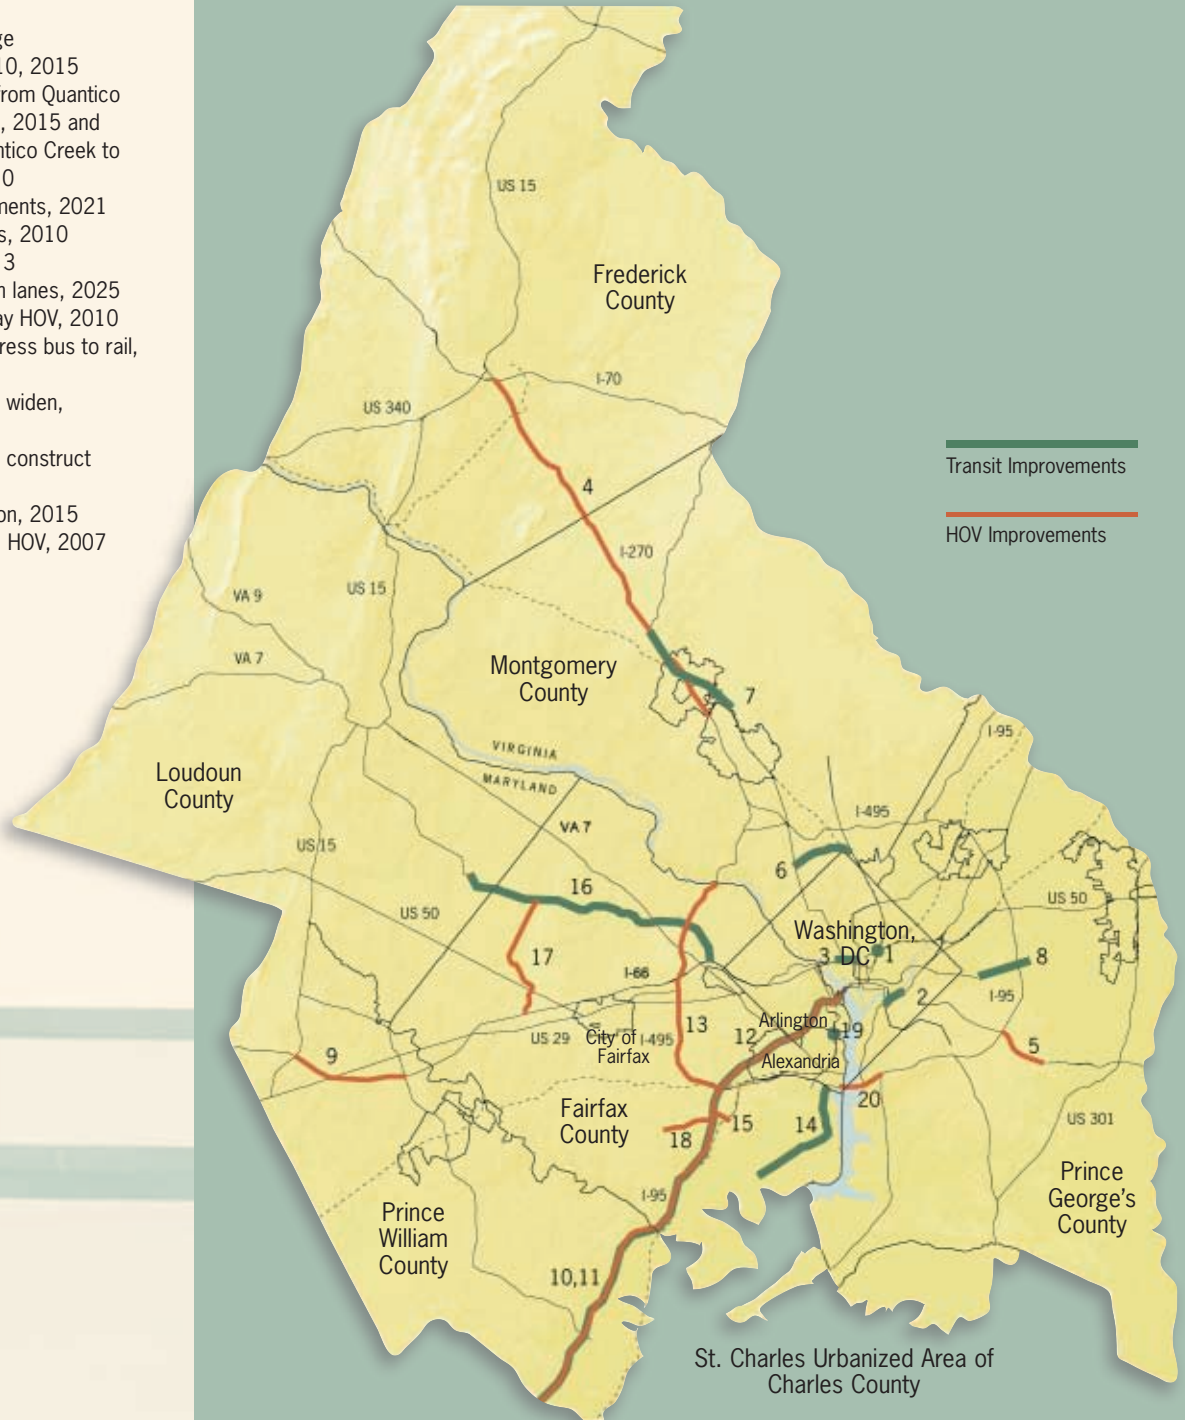 ge
10, 2015
from Quantico
, 2015 and
ntico Creek to
0
ments, 2021
s, 2010
3
n lanes, 2025
ay HOV, 2010
ress bus to rail,
widen,
construct
on, 2015
HOV, 2007
US 15
Frederick
County
I-70
US 340
Transit Improvements
4
HOV Improvements
I-270
US 15
VA 9
VA 7
Montgomery
County
7
I-95
VIRGINIA
MARYLAND
Loudoun
County
I-495
VA 7
US 15
6
16
US 50
US 50
Washington,
DC
3
1
17
8
I-66
2
I-95
13
Arlington
19
12
US 29
City of
Fairfax
I-495
5
9
Alexandria
20
Fairfax
County
15
14
18
US 301
Prince
George's
County
I-95
Prince
William
County
10,11
St. Charles Urbanized Area of
Charles County